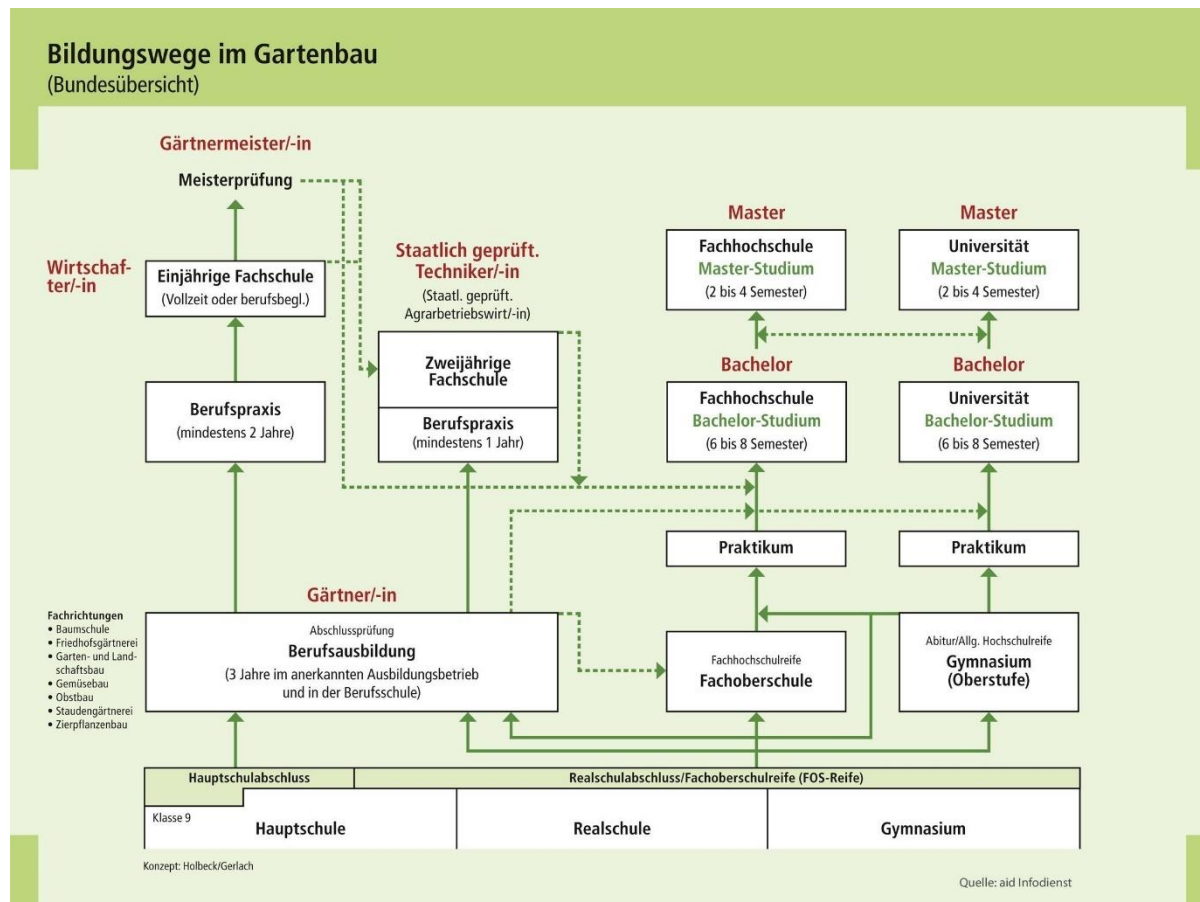 Bildungswege im Gartenbau
(Bundesübersicht)
Gärtnermeister/-in
Meisterprüfung
Wirtschaf-
ter/-in
Einjährige Fachschule
(Vollzeit oder berufsbegl.)
Berufspraxis
(mindestens 2 Jahre)
Staatlich geprüft.
Techniker/-in
(Staatl. geprüft.
Agrarbetriebswirt/-in)
Zweijährige
Fachschule
Berufspraxis
(mindestens 1 Jahr)
Master
Fachhochschule
Master-Studium
(2 bis 4 Semester)
Master
Universität
Master-Studium
(2 bis 4 Semester)
Bachelor
Fachhochschule
Bachelor-Studium
(6 bis 8 Semester)
Bachelor
Universität
Bachelor-Studium
(6 bis 8 Semester)
Praktikum
Praktikum
Fachrichtungen
• Baumschule
• Friedhofsgärtnerei
• Garten- und Land-
schaftsbau
• Gemüsebau
• Obstbau
• Staudengärtnerei
• Zierpflanzenbau
Gärtner/-in
Abschlussprüfung
Berufsausbildung
(3 Jahre im anerkannten Ausbildungsbetrieb
und in der Berufsschule)
Fachhochschulreife
Fachoberschule
Abitur/Allg. Hochschulreife
Gymnasium
(Oberstufe)
Hauptschulabschluss
Realschulabschluss/Fachoberschulreife (FOS-Reife)
Klasse 9
Hauptschule
Realschule
Gymnasium
Konzept: Holbeck/Gerlach
Quelle: aid Infodienst